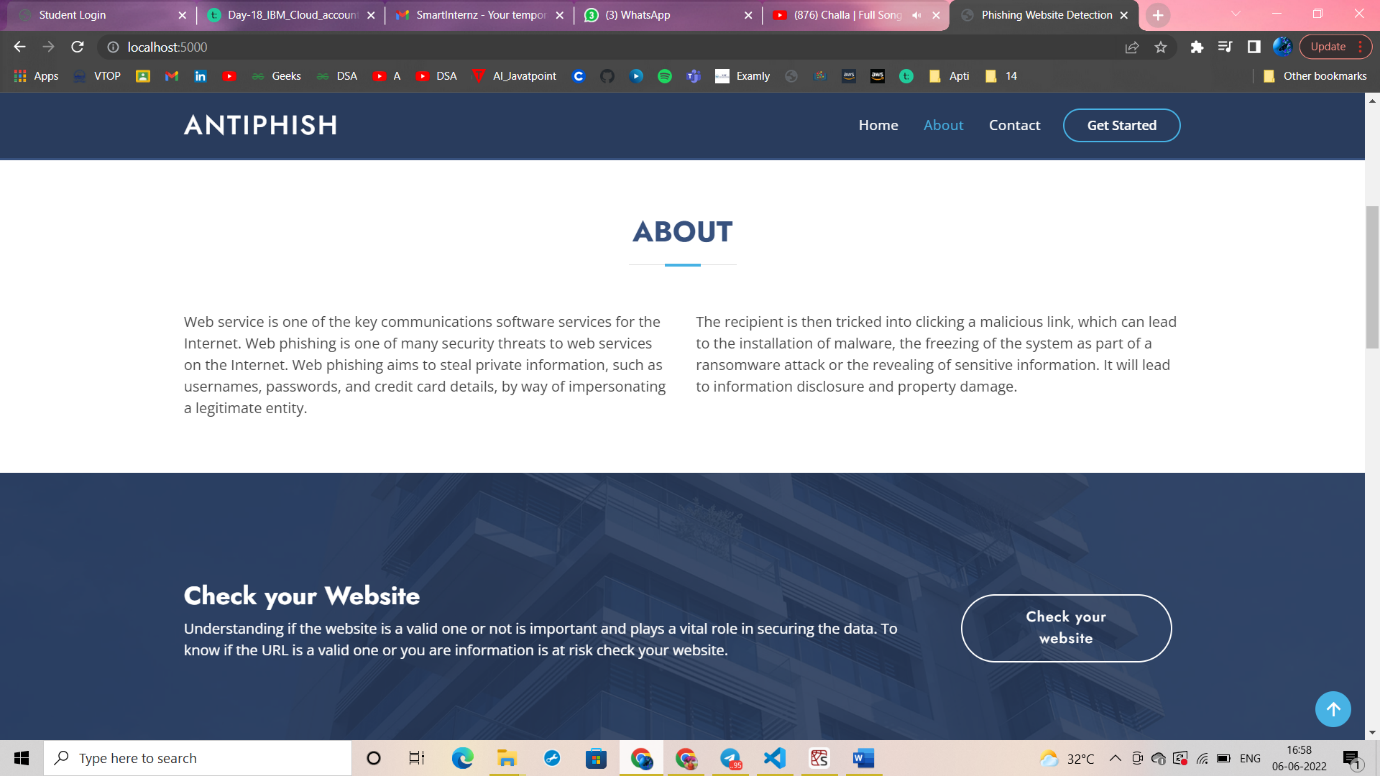 Student Login
Day-18_IBM_Cloud_account
SmartInternz - Your tempor
(3) WhatsApp
(876) Challa | Full Song
Phishing Website Detection
localhost:5000
Update
Apps VTOP Geeks DSA A DSA AI_Javatpoint Examly aws aws Apti 14 Other bookmarks
ANTIPHISH
Home About Contact Get Started
ABOUT
Web service is one of the key communications software services for the
Internet. Web phishing is one of many security threats to web services
on the Internet. Web phishing aims to steal private information, such as
usernames, passwords, and credit card details, by way of impersonating
a legitimate entity.
The recipient is then tricked into clicking a malicious link, which can lead
to the installation of malware, the freezing of the system as part of a
ransomware attack or the revealing of sensitive information. It will lead
to information disclosure and property damage.
Check your Website
Understanding if the website is a valid one or not is important and plays a vital role in securing the data. To
know if the URL is a valid one or you are information is at risk check your website.
Check your
website
Type here to search
32°C
ENG
16:58
06-06-2022
1